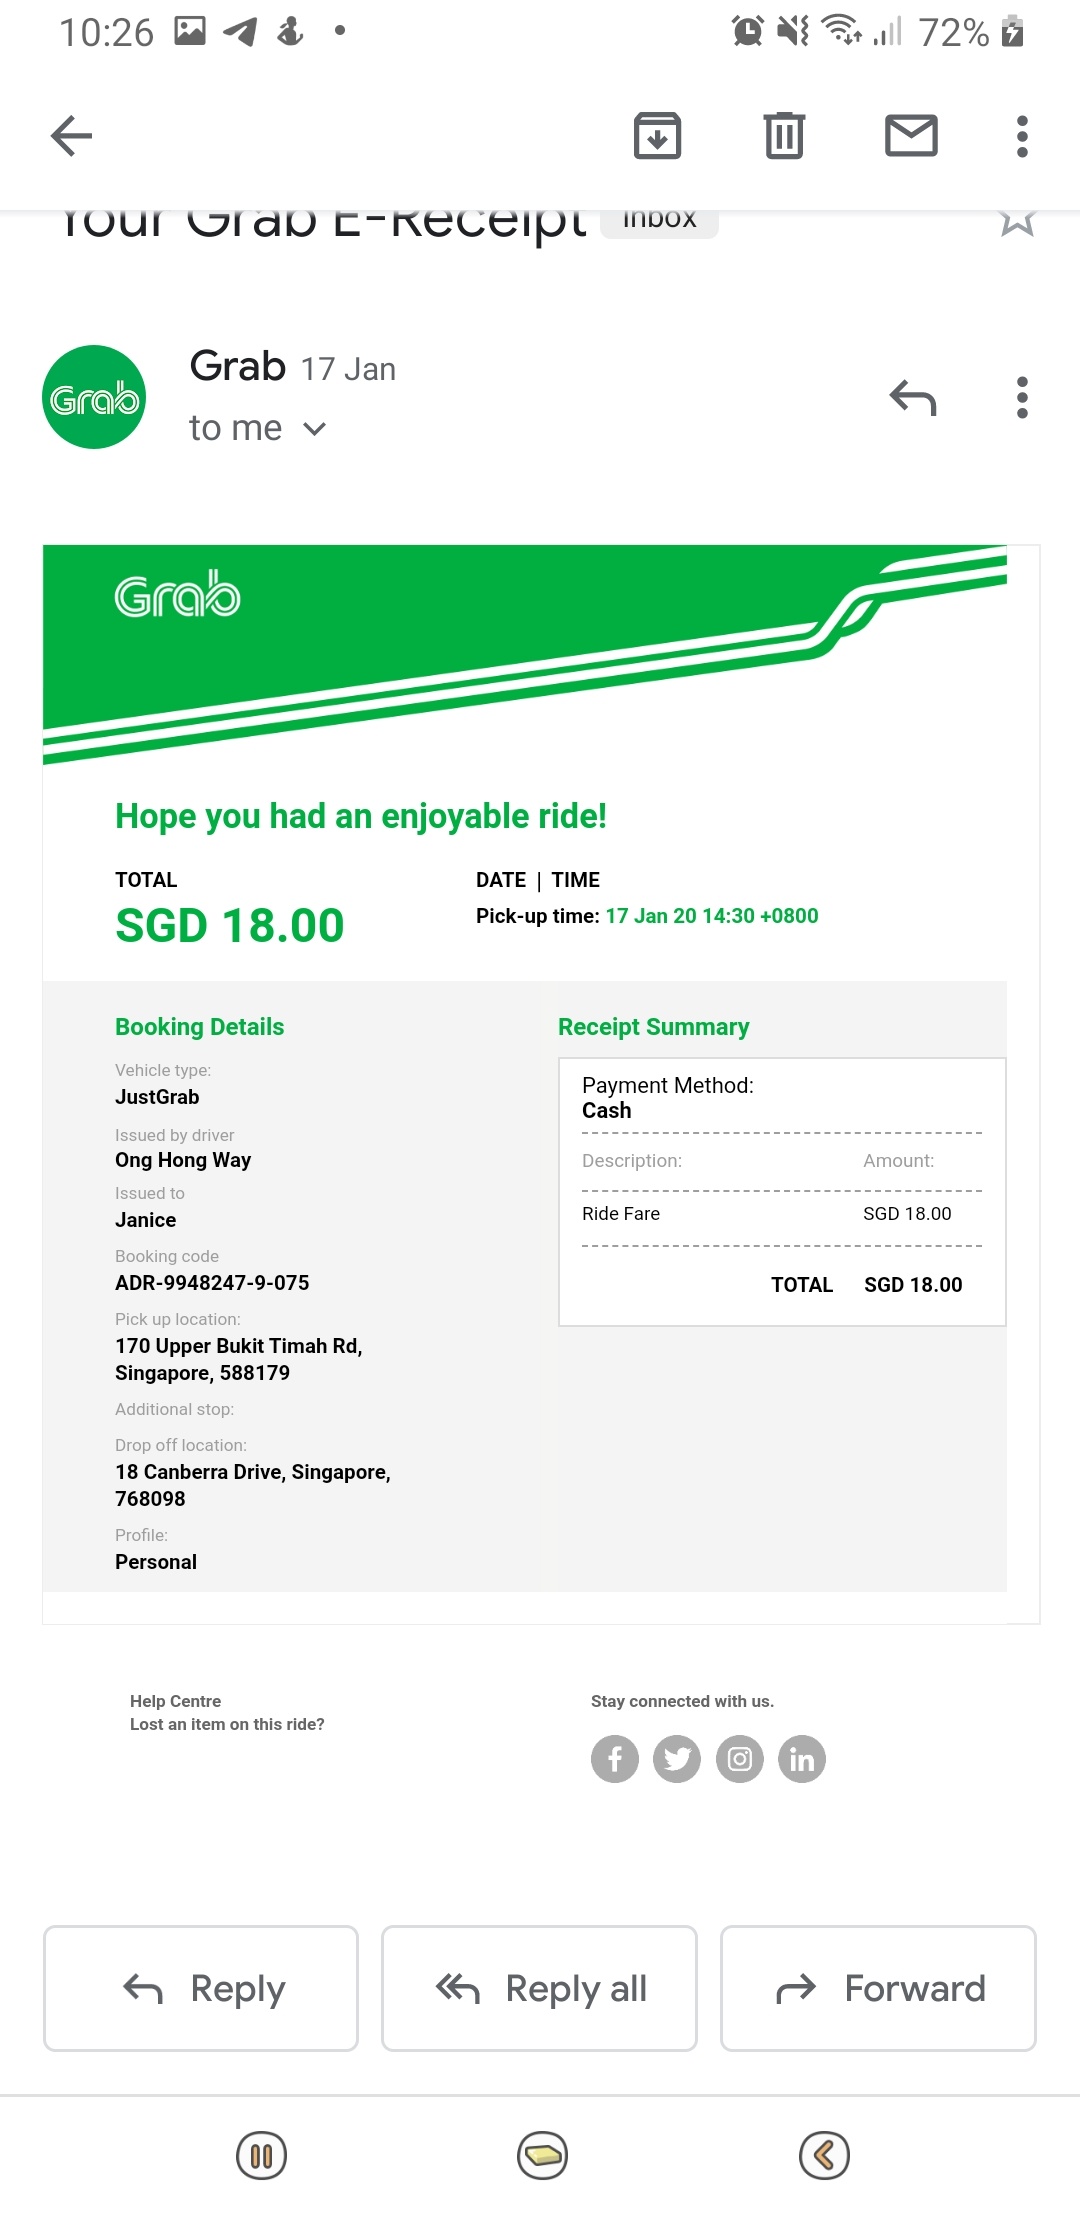 10:26 72%
Your Grab E-Receipt Inbox
Grab 17 Jan
Grab
to me
Grab
Hope you had an enjoyable ride!
TOTAL
SGD 18.00
DATE | TIME
Pick-up time: 17 Jan 20 14:30 +0800
Booking Details
Vehicle type:
JustGrab
Issued by driver
Ong Hong Way
Issued to
Janice
Booking code
ADR-9948247-9-075
Pick up location:
170 Upper Bukit Timah Rd,
Singapore, 588179
Additional stop:
Drop off location:
18 Canberra Drive, Singapore,
768098
Profile:
Personal
Receipt Summary
Payment Method:
Cash
Description: Amount:
Ride Fare SGD 18.00
TOTAL SGD 18.00
Help Centre
Lost an item on this ride?
Stay connected with us.
Reply
Reply all
Forward